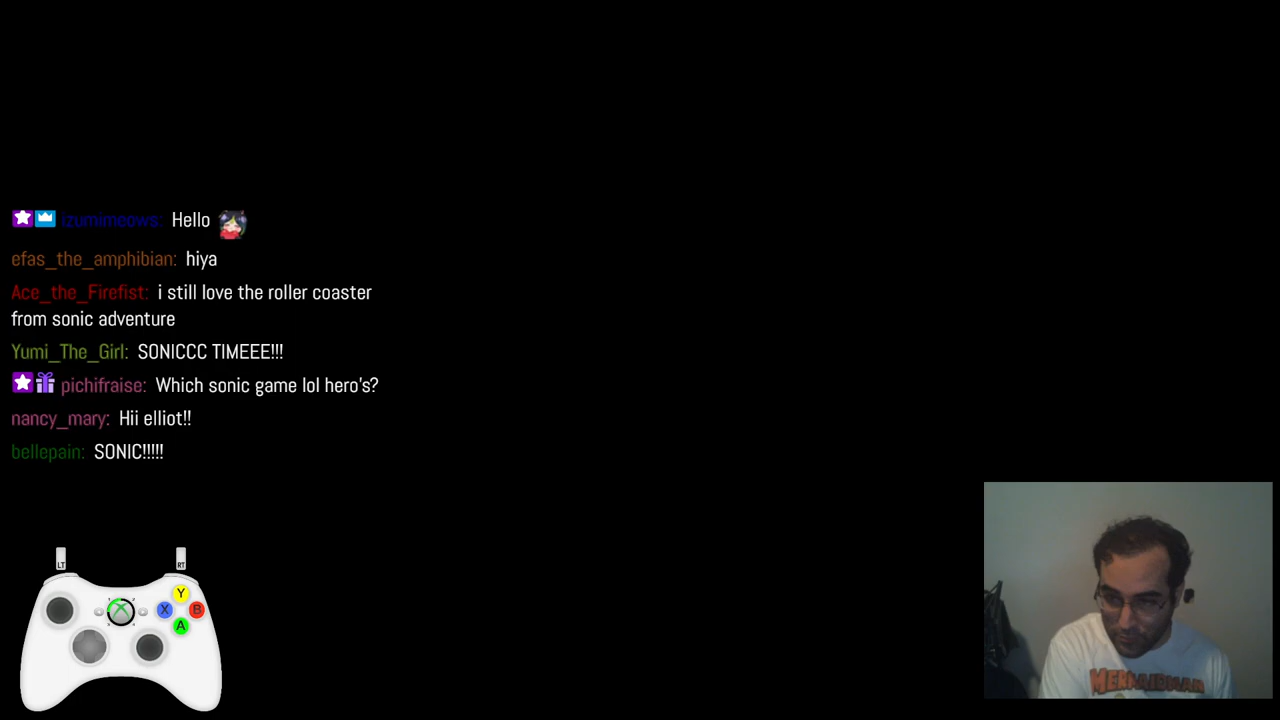 izumimeows: Hello
efas_the_amphibian: hiya
Ace_the_Firefist: i still love the roller coaster
from sonic adventure
Yumi_The_Girl: SONICCC TIMEEE!!!
pichifraise: Which sonic game lol hero's?
nancy_mary: Hii elliot!!
bellepain: SONIC!!!!!
LT RT
Y
X B
A
MERMAIDMAN